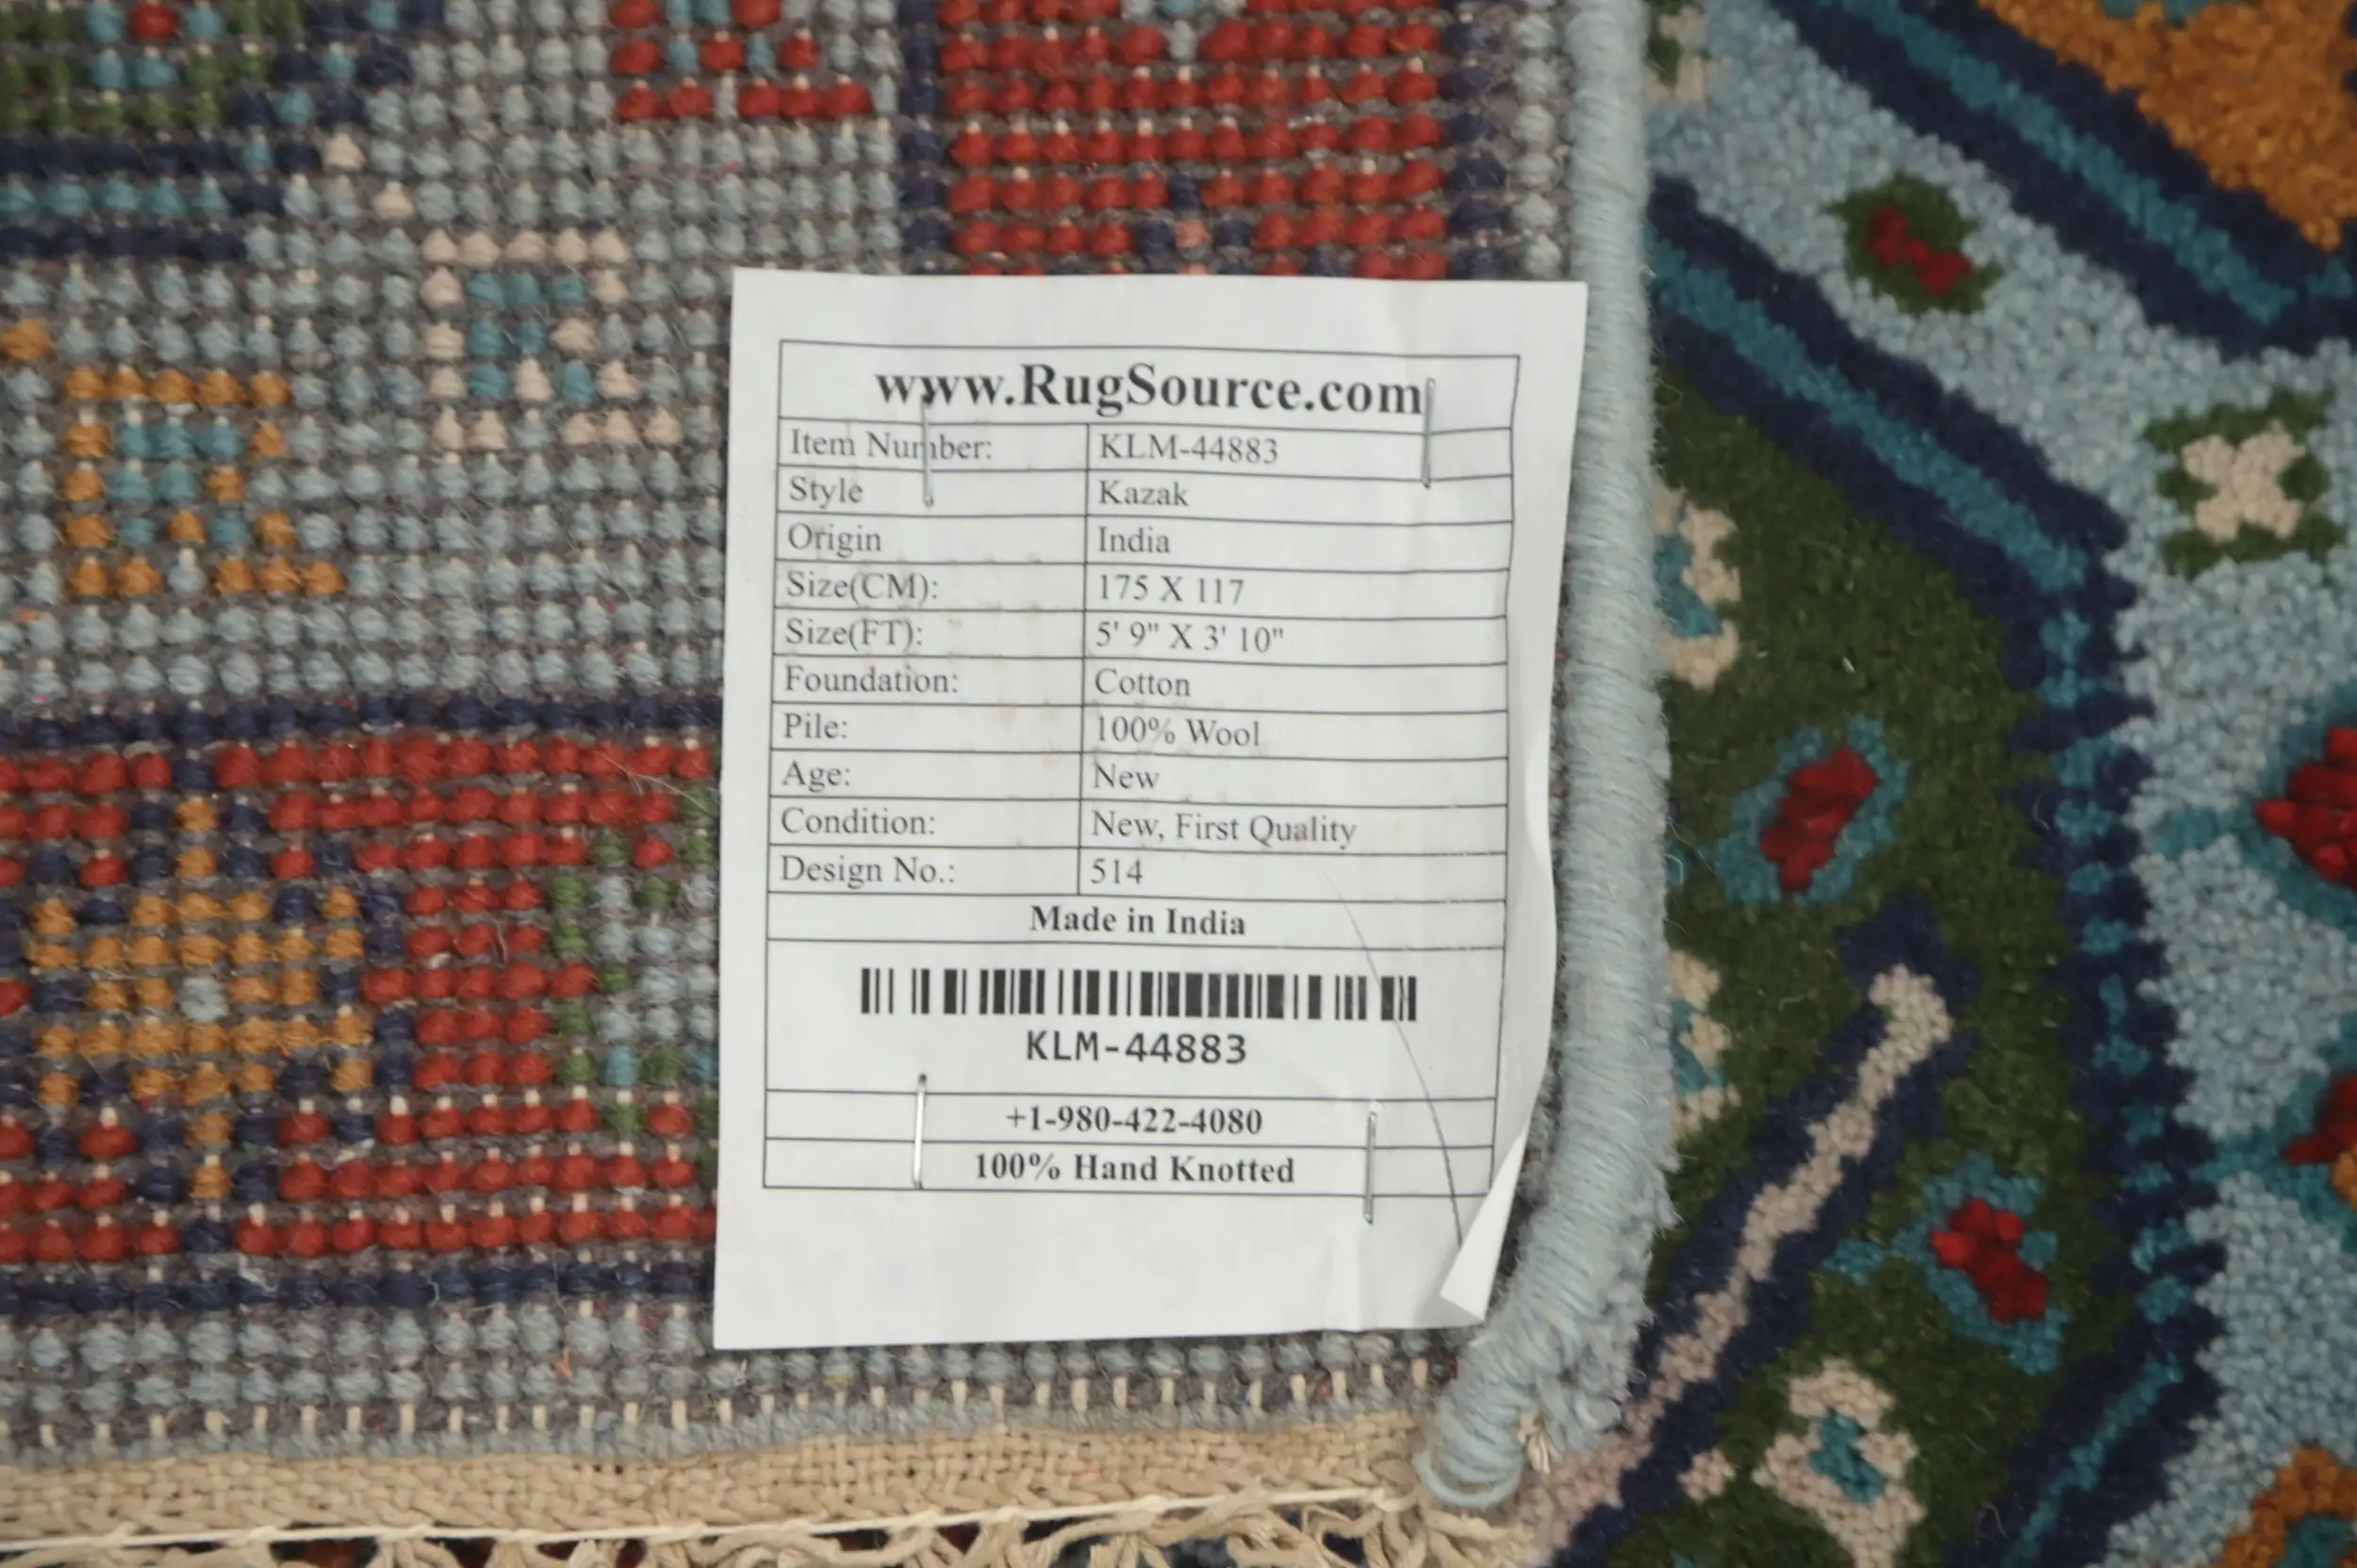 www.RugSource.com
Item Number: KLM-44883
Style Kazak
Origin India
Size(CM): 175 X 117
Size(FT): 5' 9" X 3' 10"
Foundation: Cotton
Pile: 100% Wool
Age: New
Condition: New, First Quality
Design No.: 514
Made in India
KLM-44883
+1-980-422-4080
100% Hand Knotted